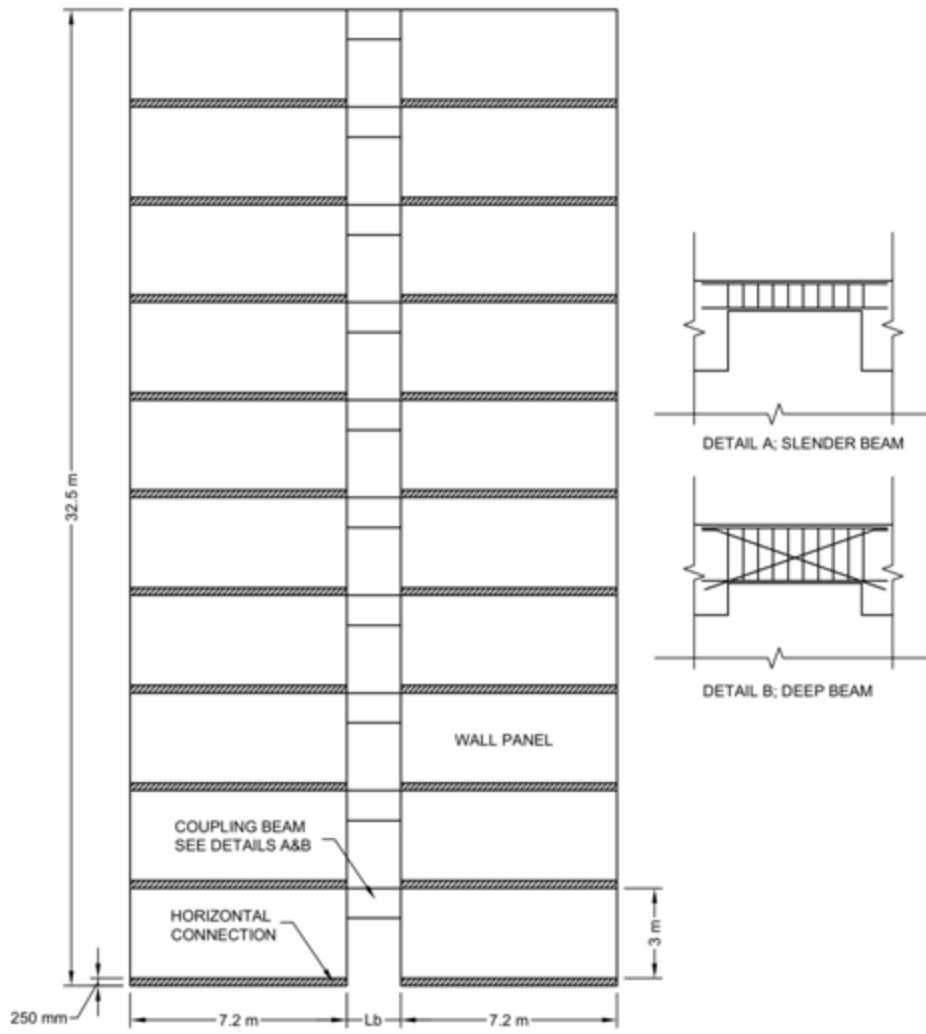 32.5 m
DETAIL A; SLENDER BEAM
DETAIL B; DEEP BEAM
WALL PANEL
COUPLING BEAM
SEE DETAILS A&B
HORIZONTAL
CONNECTION
3 m
250 mm
7.2 m
Lb
7.2 m